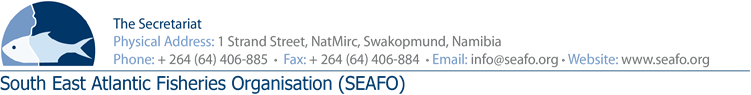 The Secretariat
Physical Address: 1 Strand Street, NatMirc, Swakopmund, Namibia
Phone: + 264 (64) 406-885 • Fax: + 264 (64) 406-884 • Email: info@seafo.org • Website: www.seafo.org
South East Atlantic Fisheries Organisation (SEAFO)